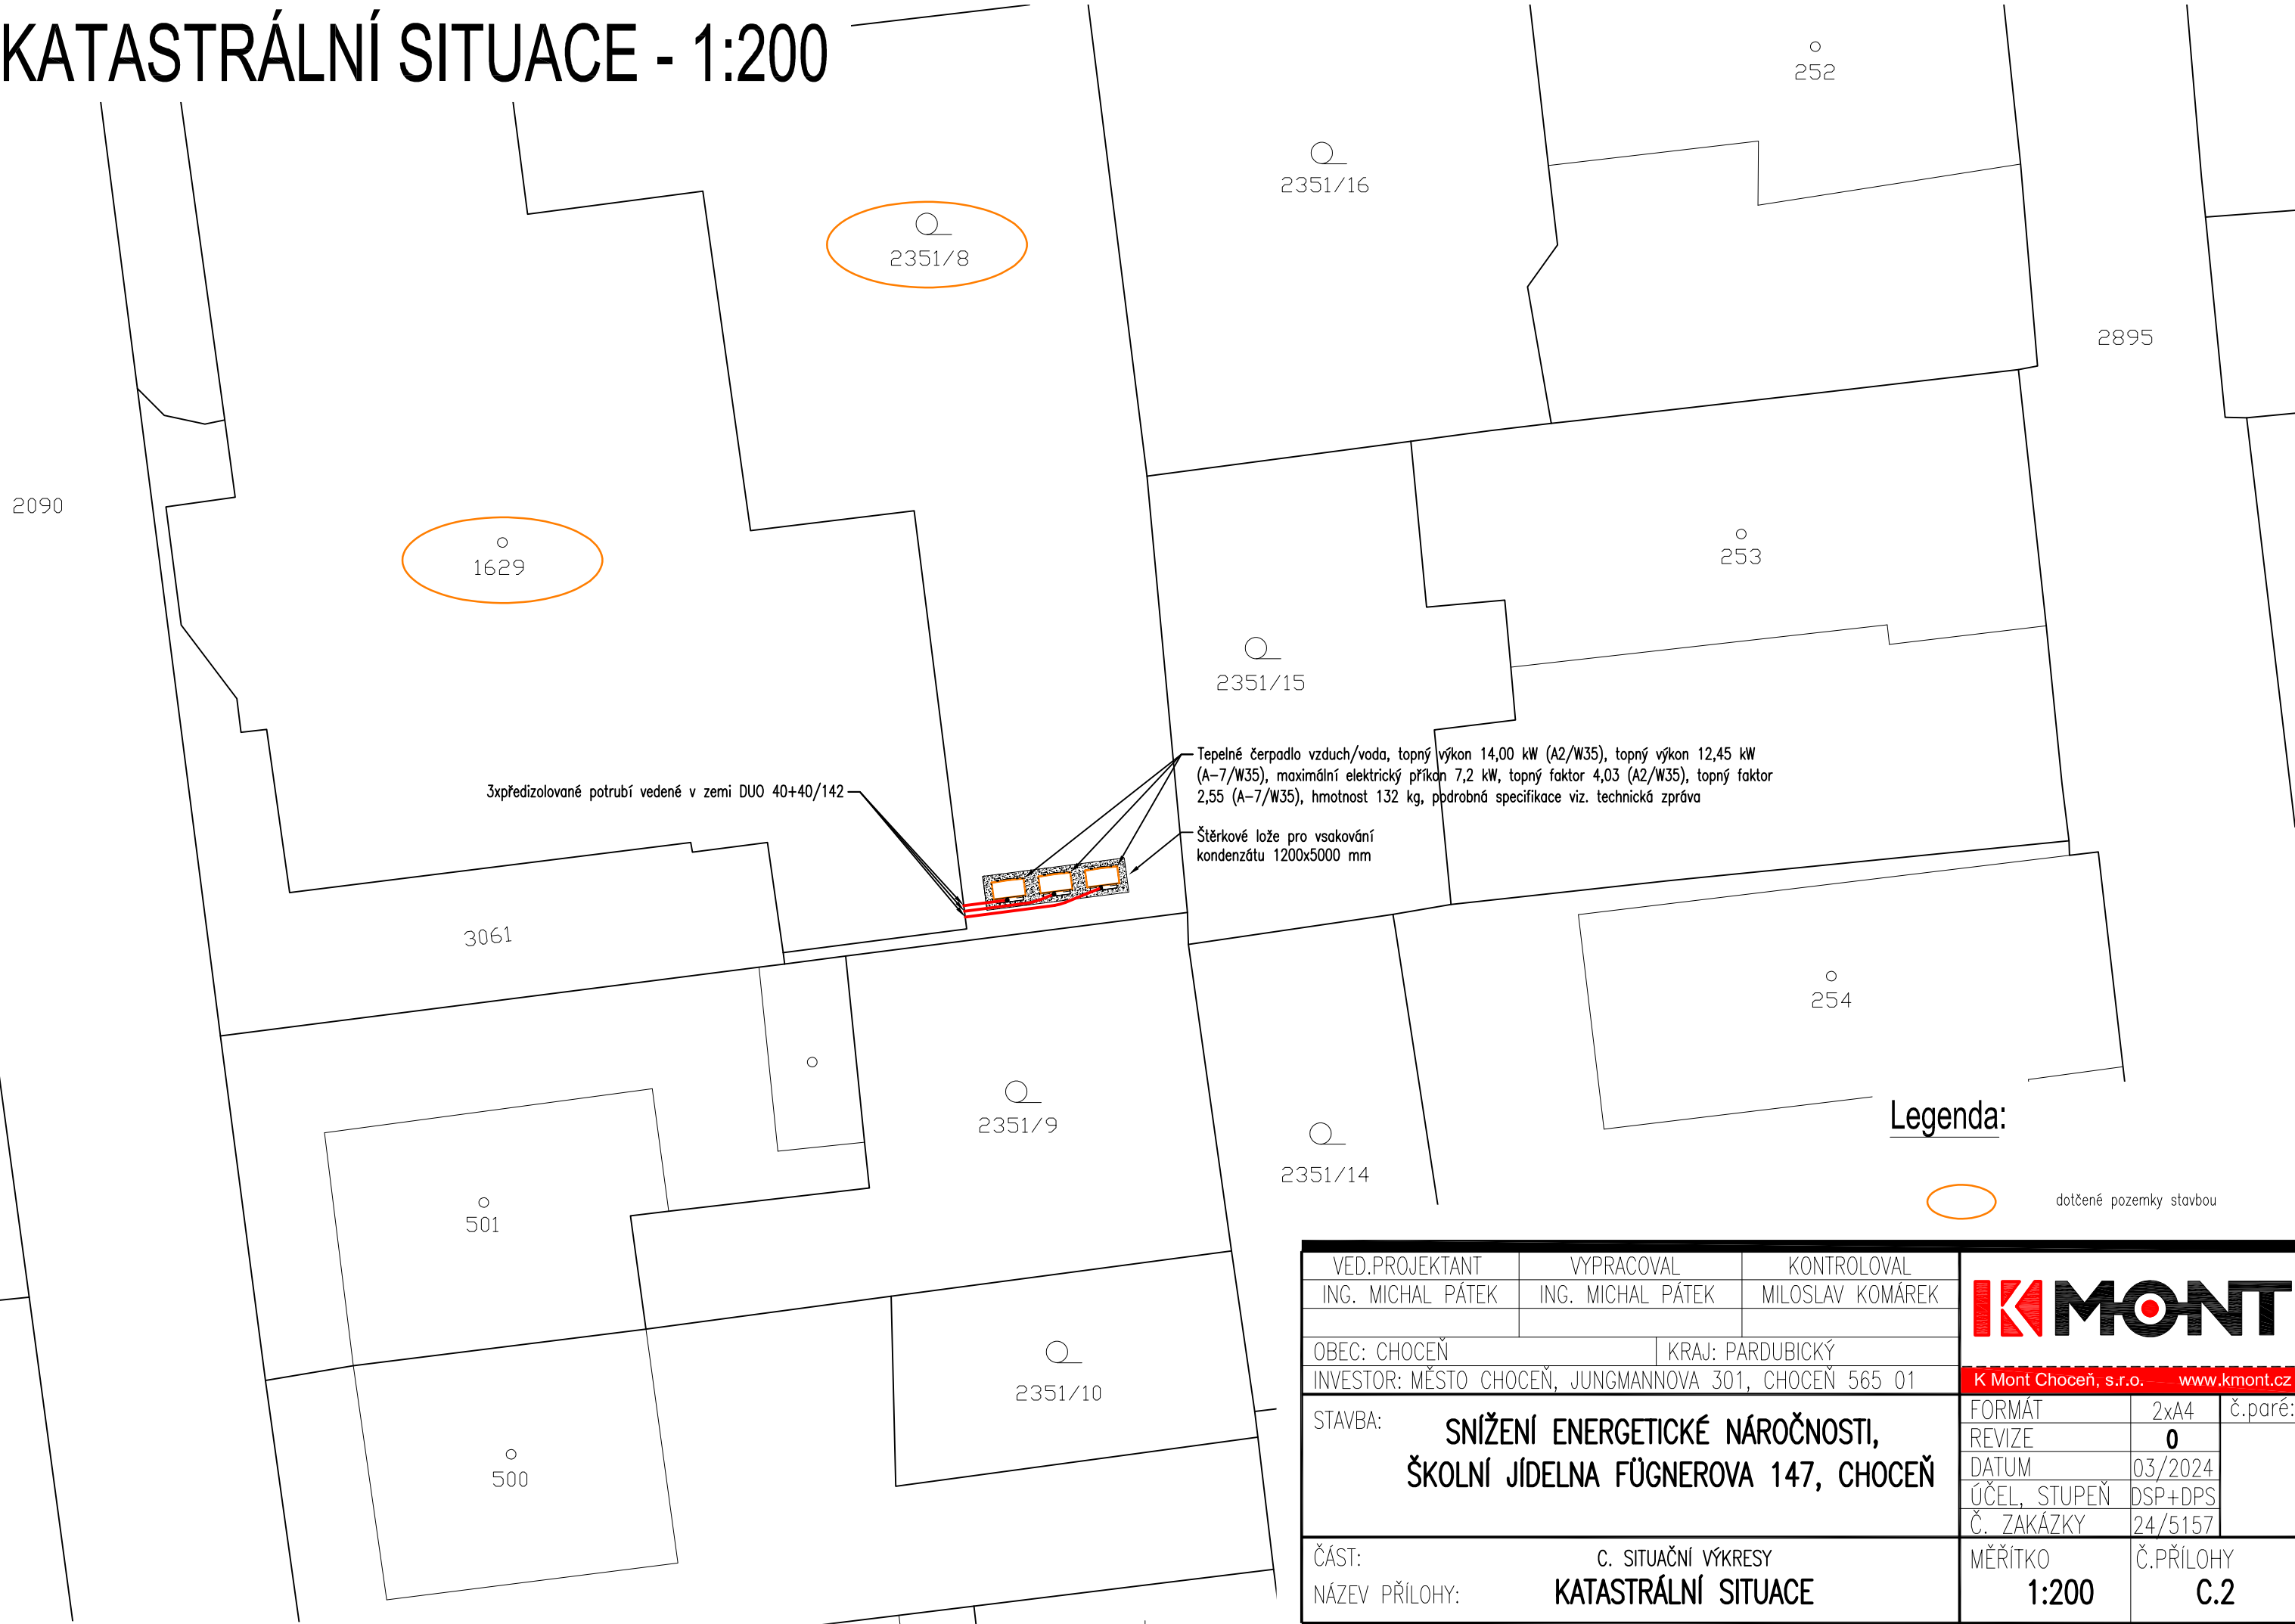 KATASTRÁLNÍ SITUACE - 1:200
252
2351/16
2351/8
2895
2090
1629
253
2351/15
Tepelné čerpadlo vzduch/voda, topný výkon 14,00 kW (A2/W35), topný výkon 12,45 kW
(A-7/W35), maximální elektrický příkon 7,2 kW, topný faktor 4,03 (A2/W35), topný faktor
2,55 (A-7/W35), hmotnost 132 kg, podrobná specifikace viz. technická zpráva
3xpředizolované potrubí vedené v zemi DUO 40+40/142
Štěrkové lože pro vsakování
kondenzátu 1200x5000 mm
3061
254
2351/9
2351/14
501
2351/10
500
Legenda:
dotčené pozemky stavbou
VED.PROJEKTANT VYPRACOVAL KONTROLOVAL
ING. MICHAL PÁTEK ING. MICHAL PÁTEK MILOSLAV KOMÁREK
OBEC: CHOCEŇ KRAJ: PARDUBICKÝ
INVESTOR: MĚSTO CHOCEŇ, JUNGMANNOVA 301, CHOCEŇ 565 01
K MONT
K Mont Choceň, s.r.o. www.kmont.cz
STAVBA: SNÍŽENÍ ENERGETICKÉ NÁROČNOSTI,
ŠKOLNÍ JÍDELNA FÜGNEROVA 147, CHOCEŇ
FORMÁT 2xA4 č.paré:
REVIZE 0
DATUM 03/2024
ÚČEL, STUPEŇ DSP+DPS
Č. ZAKÁZKY 24/5157
ČÁST: C. SITUAČNÍ VÝKRESY
NÁZEV PŘÍLOHY: KATASTRÁLNÍ SITUACE
MĚŘÍTKO Č.PŘÍLOHY
1:200 C.2